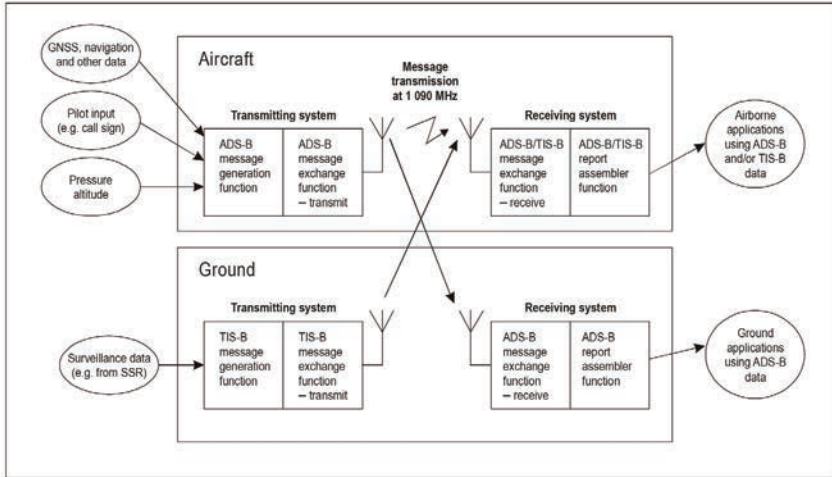 GNSS, navigation
and other data
Pilot input
(e.g. call sign)
Pressure
altitude
Aircraft
Message
transmission
at 1 090 MHz
Transmitting system
ADS-B
message
generation
function
ADS-B
message
exchange
function
– transmit
Receiving system
ADS-B/TIS-B
message
exchange
function
– receive
ADS-B/TIS-B
report
assembler
function
Airborne
applications
using ADS-B
and/or TIS-B
data
Ground
Surveillance data
(e.g. from SSR)
Transmitting system
TIS-B
message
generation
function
TIS-B
message
exchange
function
– transmit
Receiving system
ADS-B
message
exchange
function
– receive
ADS-B
report
assembler
function
Ground
applications
using ADS-B
data